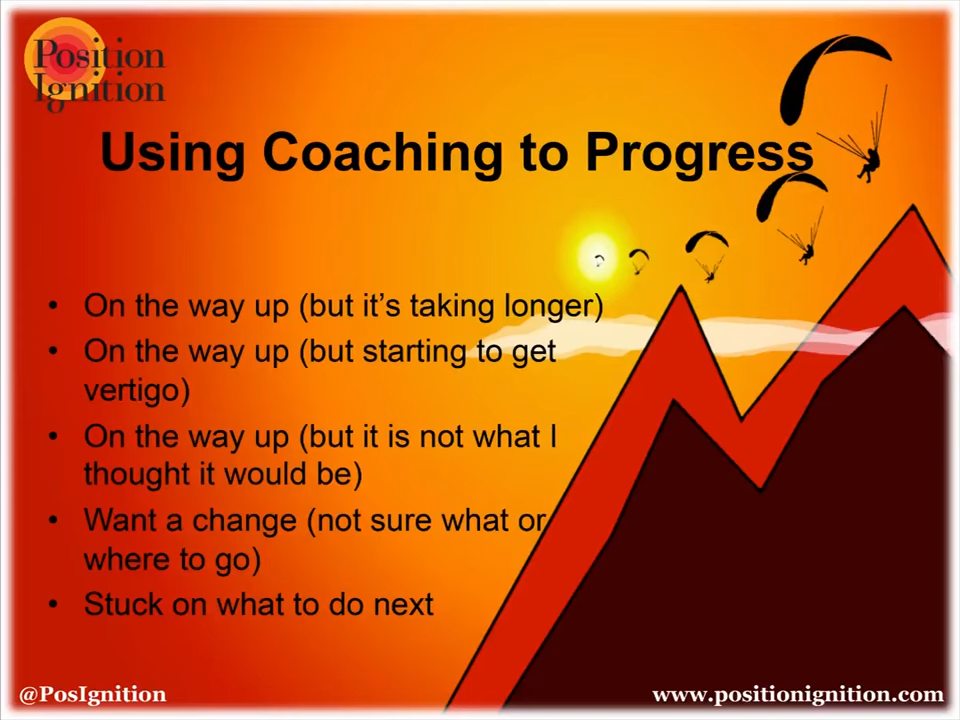 Position
Ignition
Using Coaching to Progress
• On the way up (but it’s taking longer)
• On the way up (but starting to get
vertigo)
• On the way up (but it is not what I
thought it would be)
• Want a change (not sure what or
where to go)
• Stuck on what to do next
@PosIgnition
www.positionignition.com